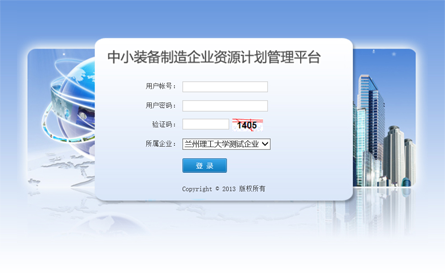 中小装备制造企业资源计划管理平台
用户帐号：
用户密码：
验证码： 1405
所属企业： 兰州理工大学测试企业
登 录
Copyright © 2013 版权所有